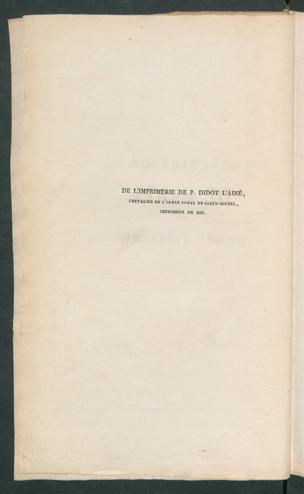 DE L'IMPRIMERIE DE P. DIDOT L'AINÉ,
CHEVALIER DE L'ORDRE ROYAL DE SAINT-MICHEL,
IMPRIMEUR DU ROI.